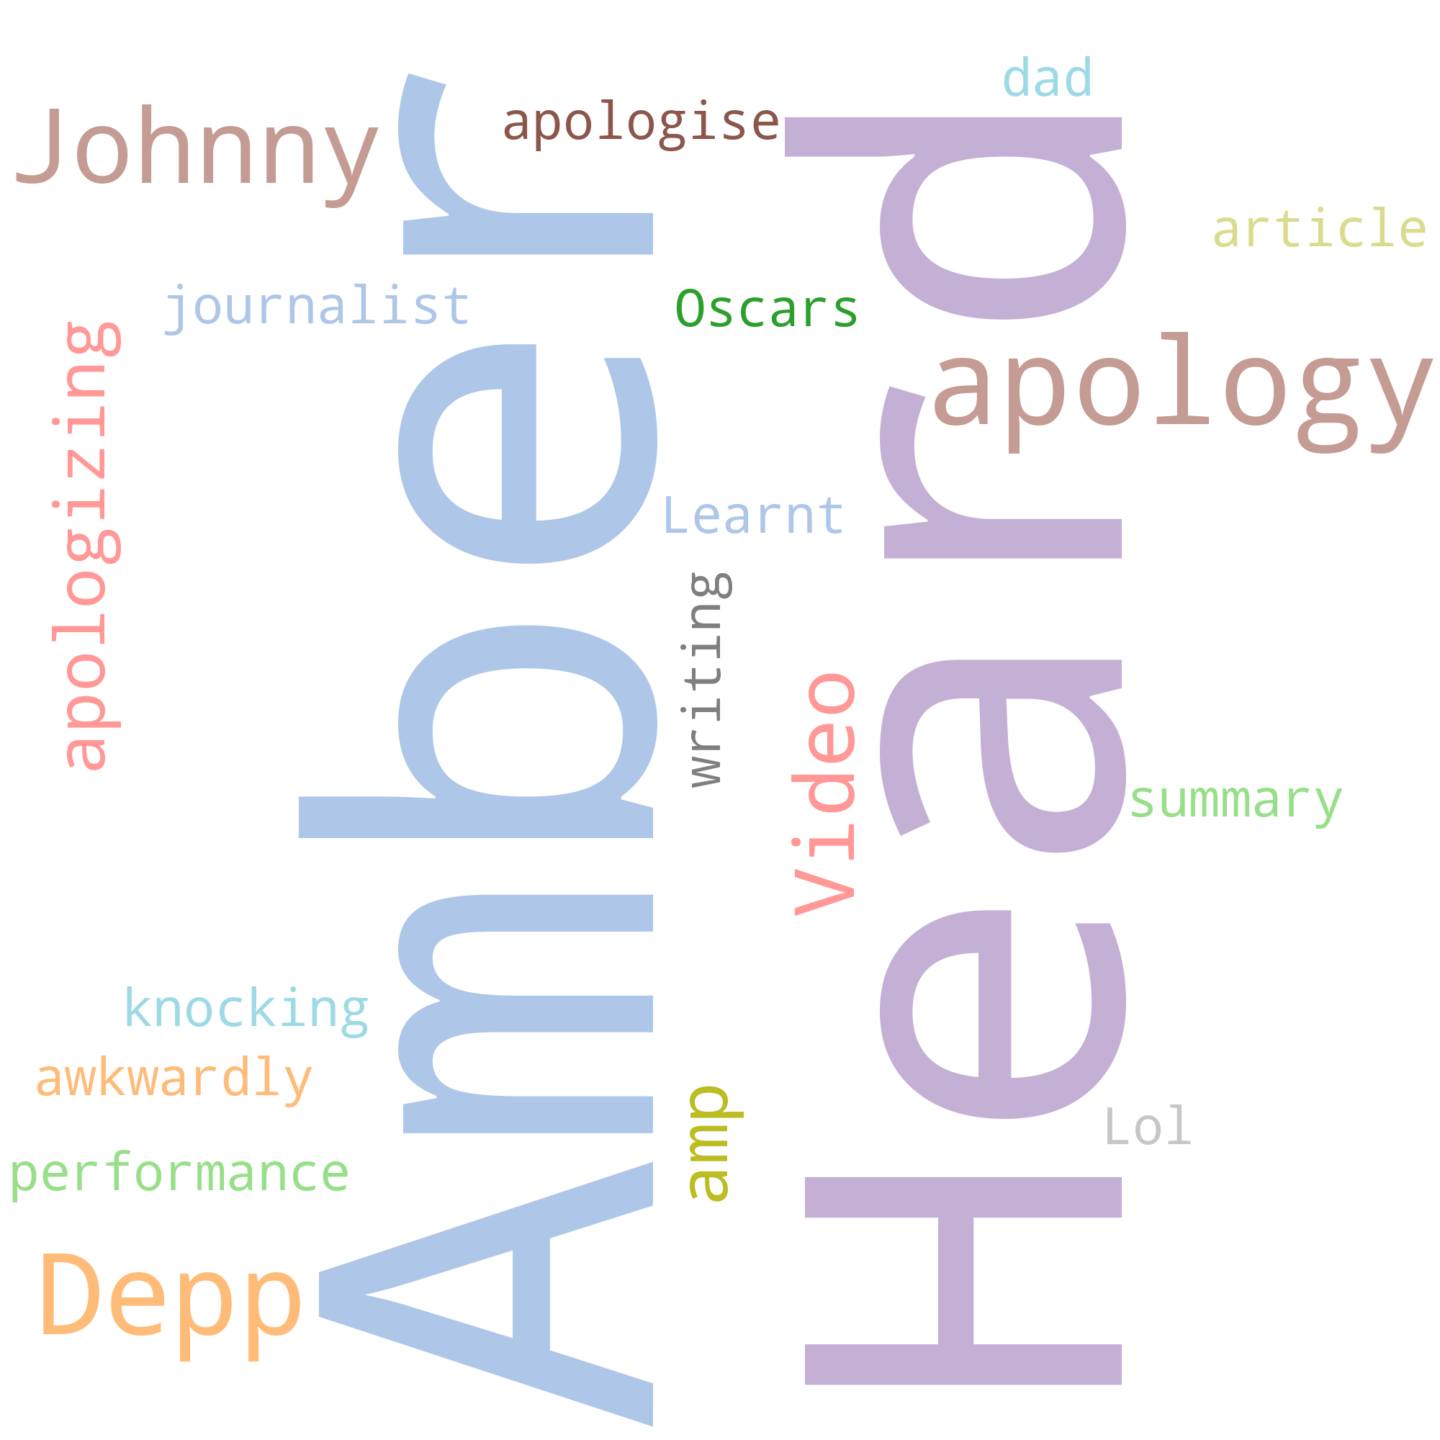 dad
Johnny
apologise
article
journalist
Oscars
apology
apologizing
Learnt
writing
Video
summary
Amber
Heard
knocking
awkwardly
amp
Lol
performance
Depp